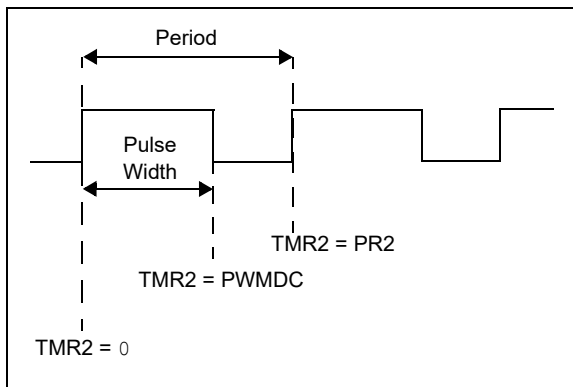 Period
Pulse
Width
TMR2 = PR2
TMR2 = PWMDC
TMR2 = 0